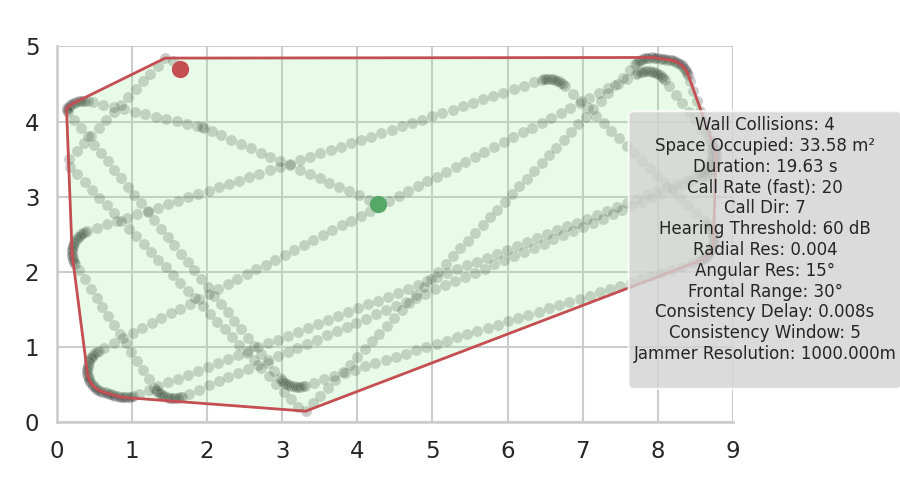 5
4
3
2
1
0
0 1 2 3 4 5 6 7 8 9
Wall Collisions: 4
Space Occupied: 33.58 m²
Duration: 19.63 s
Call Rate (fast): 20
Call Dir: 7
Hearing Threshold: 60 dB
Radial Res: 0.004
Angular Res: 15°
Frontal Range: 30°
Consistency Delay: 0.008s
Consistency Window: 5
Jammer Resolution: 1000.000m